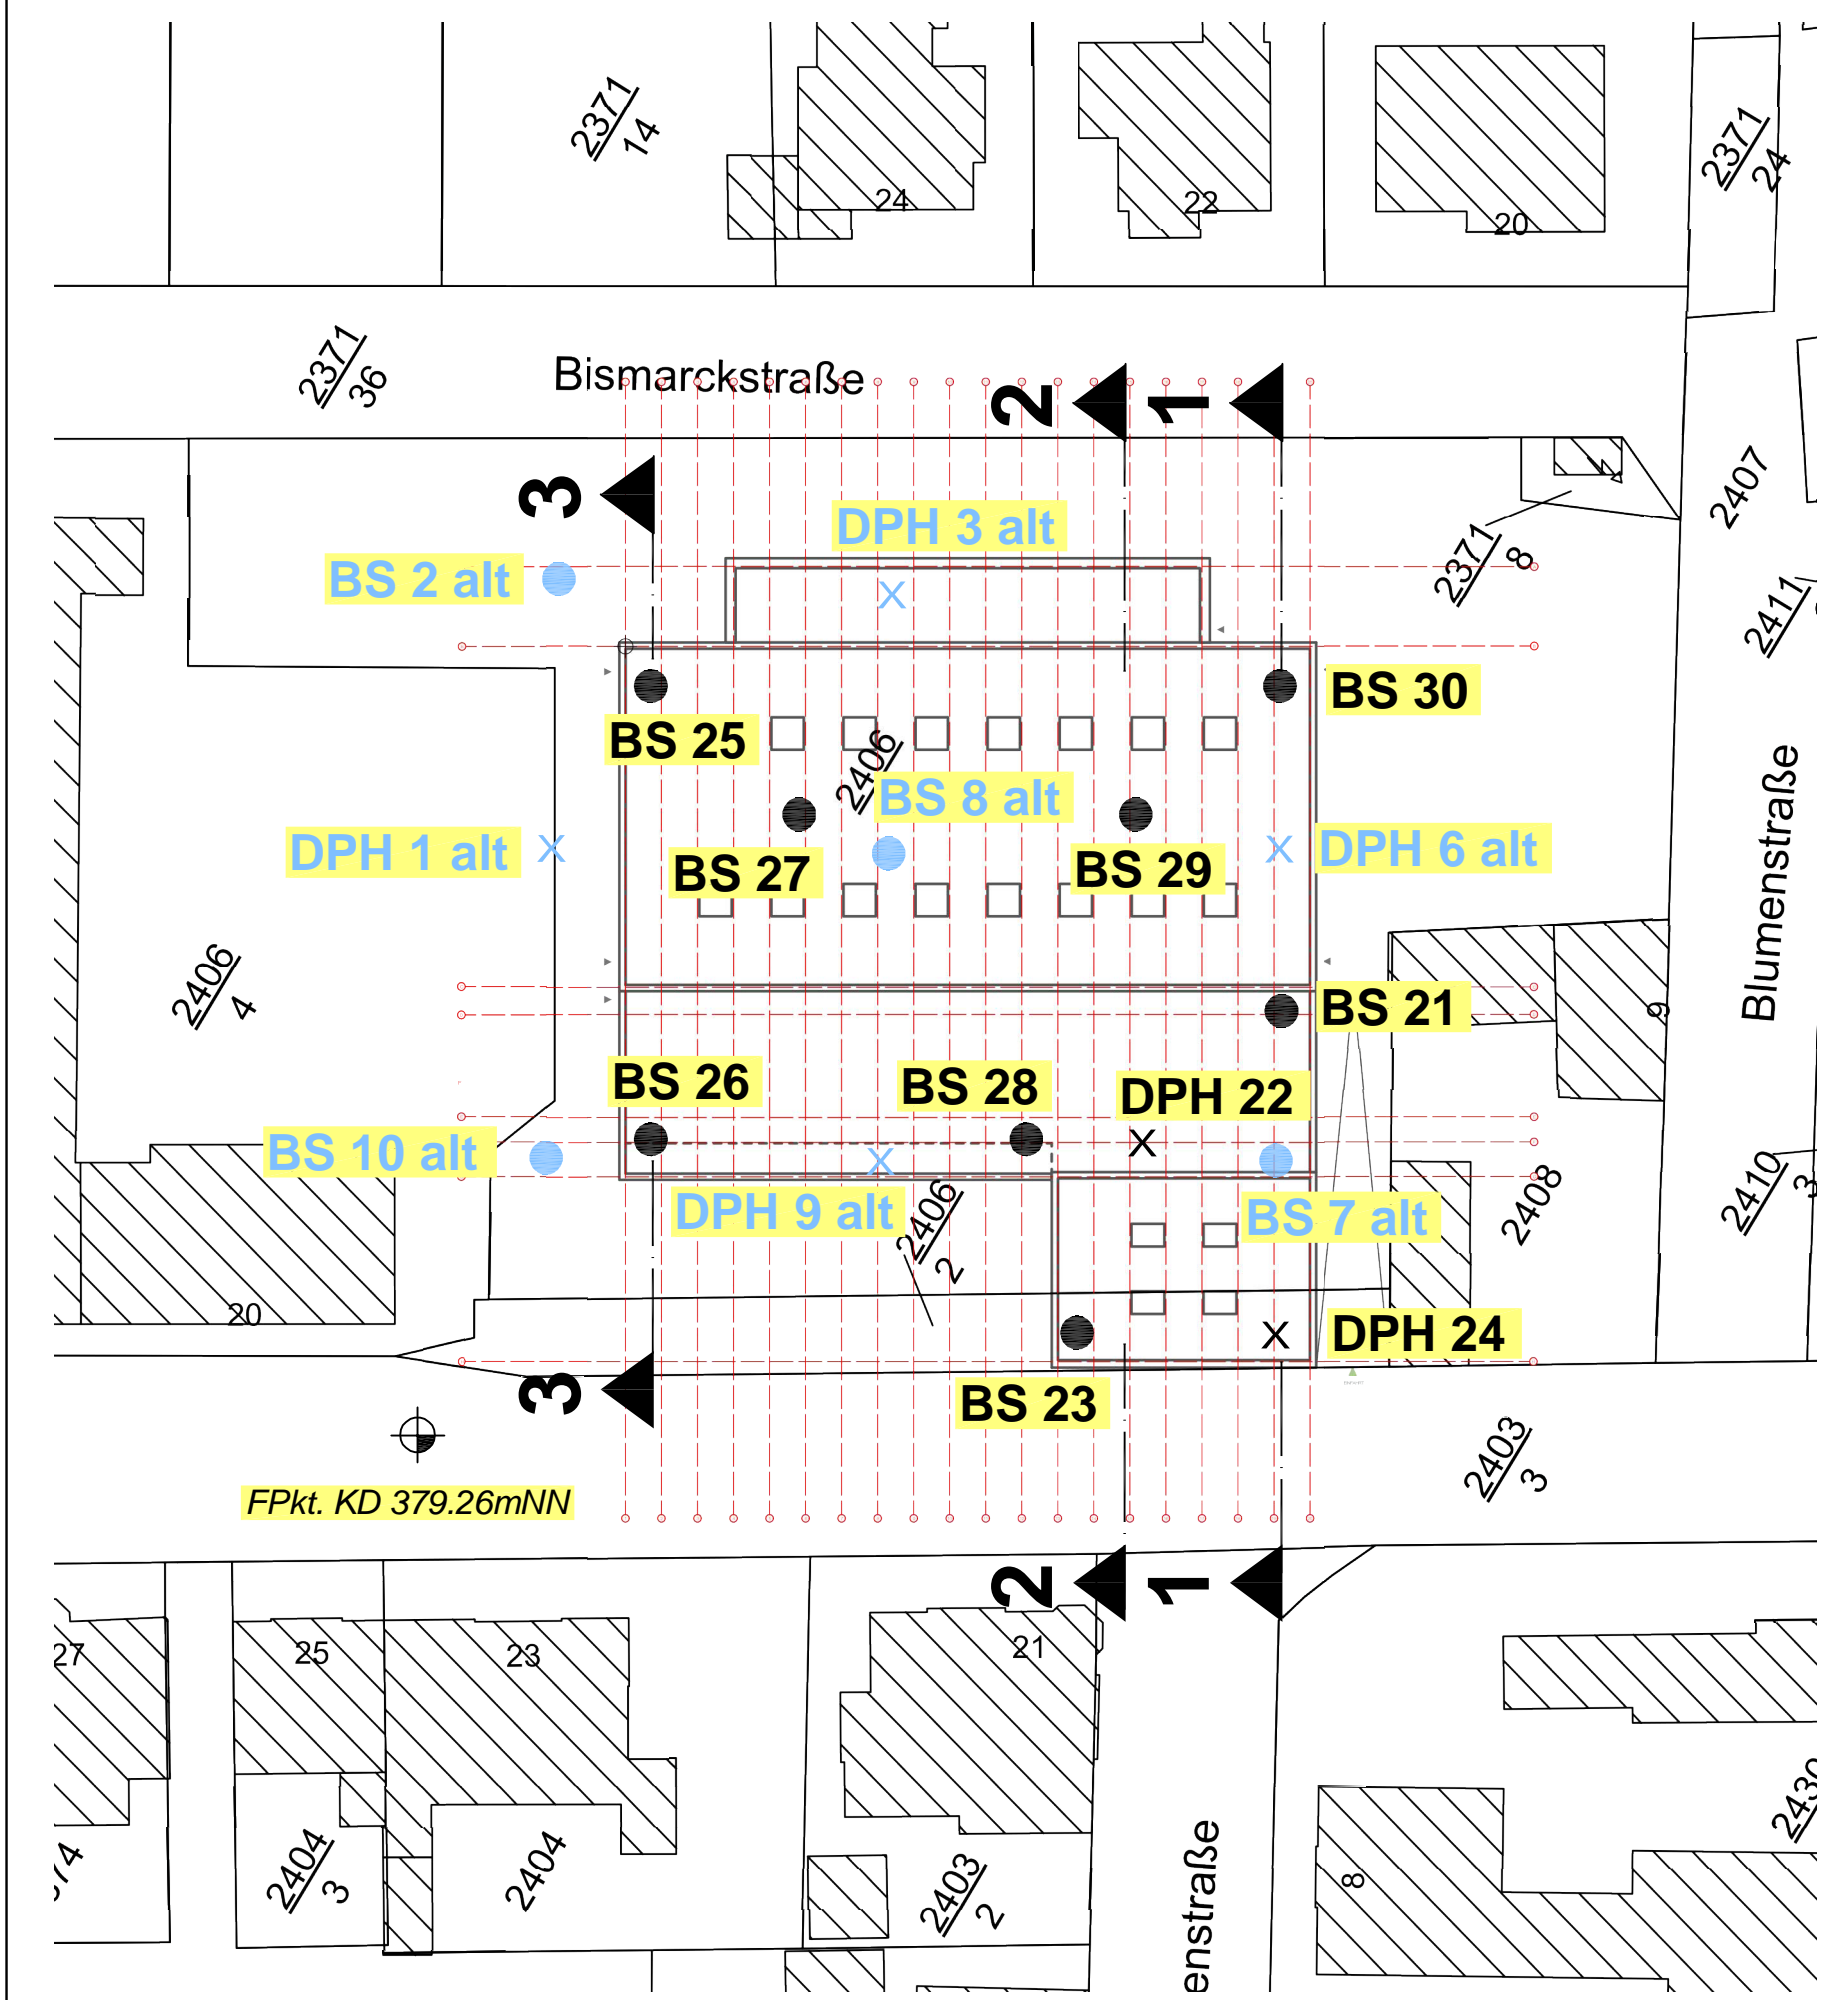 2371
14
24
22
20
2371
24
2371
36
Bismarckstraße
2
1
3
DPH 3 alt
BS 2 alt
2371
8
2407
2411
BS 25
BS 30
2406
BS 8 alt
DPH 1 alt
BS 27
BS 29
DPH 6 alt
Blumenstraße
2406
4
BS 21
9
BS 26
BS 28
DPH 22
BS 10 alt
DPH 9 alt
2406
2
BS 7 alt
2408
2410
3
20
DPH 24
3
BS 23
FPkt. KD 379.26mNN
2403
3
2
1
27
25
23
21
2404
3
2404
2403
2
enstraße
8